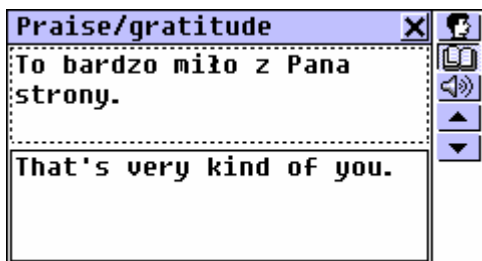 Praise/gratitude
To bardzo miło z Pana
strony.
That's very kind of you.